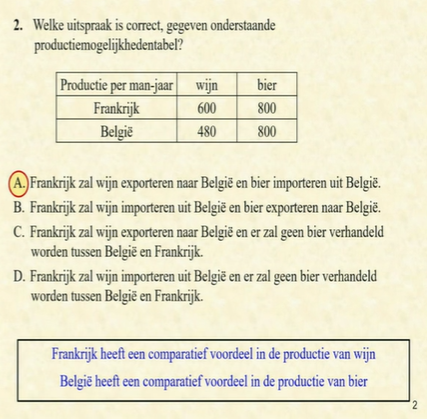 2. Welke uitspraak is correct, gegeven onderstaande
productiemogelijkhedentabel?
Productie per man-jaar wijn bier
Frankrijk 600 800
België 480 800
A. Frankrijk zal wijn exporteren naar België en bier importeren uit België.
B. Frankrijk zal wijn importeren uit België en bier exporteren naar België.
C. Frankrijk zal wijn exporteren naar België en er zal geen bier verhandeld
worden tussen België en Frankrijk.
D. Frankrijk zal wijn importeren uit België en er zal geen bier verhandeld
worden tussen België en Frankrijk.
Frankrijk heeft een comparatief voordeel in de productie van wijn
België heeft een comparatief voordeel in de productie van bier
2